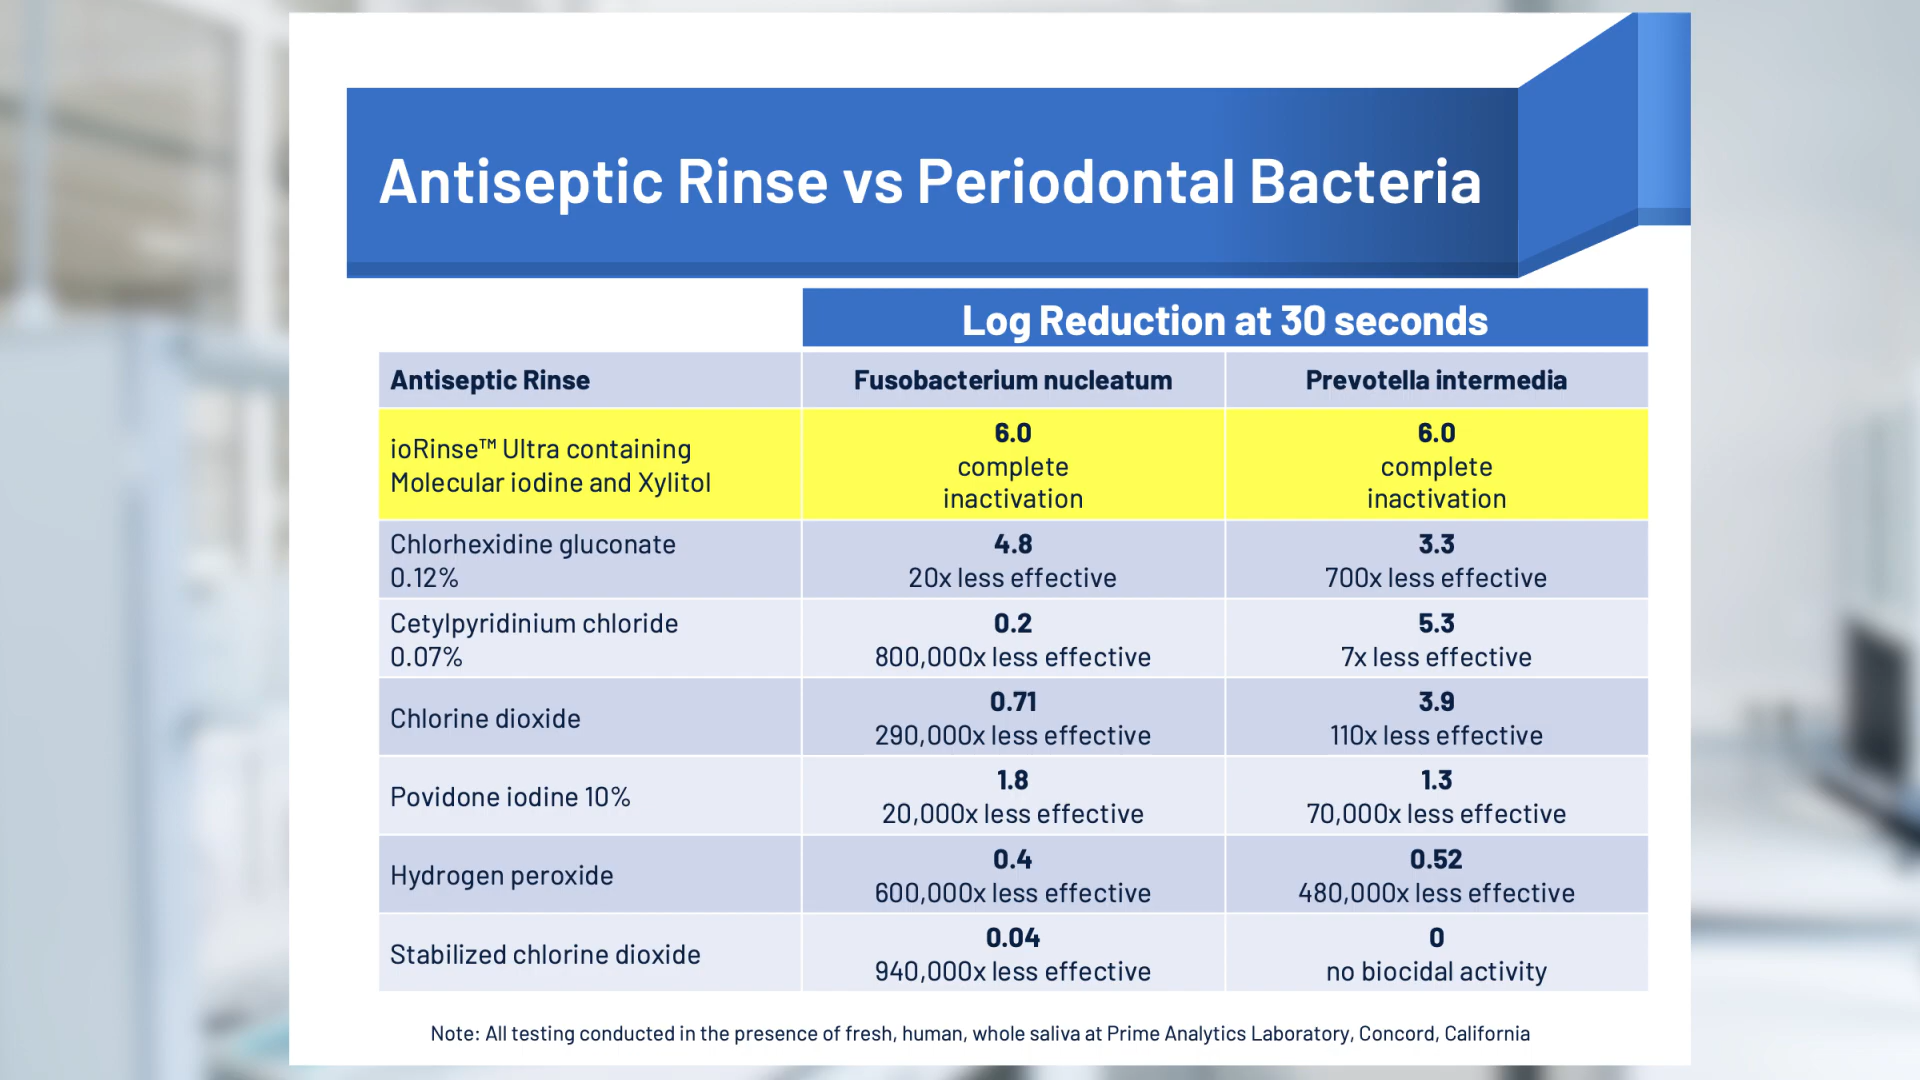 Antiseptic Rinse vs Periodontal Bacteria
Log Reduction at 30 seconds
Antiseptic Rinse
Fusobacterium nucleatum
Prevotella intermedia
ioRinse™ Ultra containing
Molecular iodine and Xylitol
6.0
complete
inactivation
6.0
complete
inactivation
Chlorhexidine gluconate
0.12%
4.8
20x less effective
3.3
700x less effective
Cetylpyridinium chloride
0.07%
0.2
800,000x less effective
5.3
7x less effective
Chlorine dioxide
0.71
290,000x less effective
3.9
110x less effective
Povidone iodine 10%
1.8
20,000x less effective
1.3
70,000x less effective
Hydrogen peroxide
0.4
600,000x less effective
0.52
480,000x less effective
Stabilized chlorine dioxide
0.04
940,000x less effective
0
no biocidal activity
Note: All testing conducted in the presence of fresh, human, whole saliva at Prime Analytics Laboratory, Concord, California